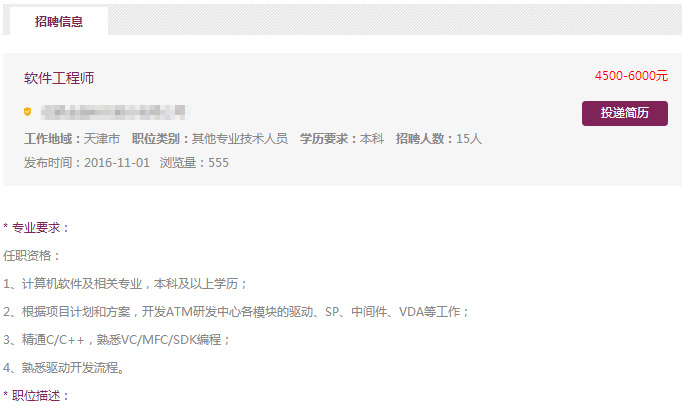 招聘信息
软件工程师
4500-6000元
投递简历
工作地域：天津市 职位类别：其他专业技术人员 学历要求：本科 招聘人数：15人
发布时间：2016-11-01 浏览量：555
* 专业要求：
任职资格：
1、计算机软件及相关专业，本科及以上学历；
2、根据项目计划和方案，开发ATM研发中心各模块的驱动、SP、中间件、VDA等工作；
3、精通C/C++，熟悉VC/MFC/SDK编程；
4、熟悉驱动开发流程。
* 职位描述：